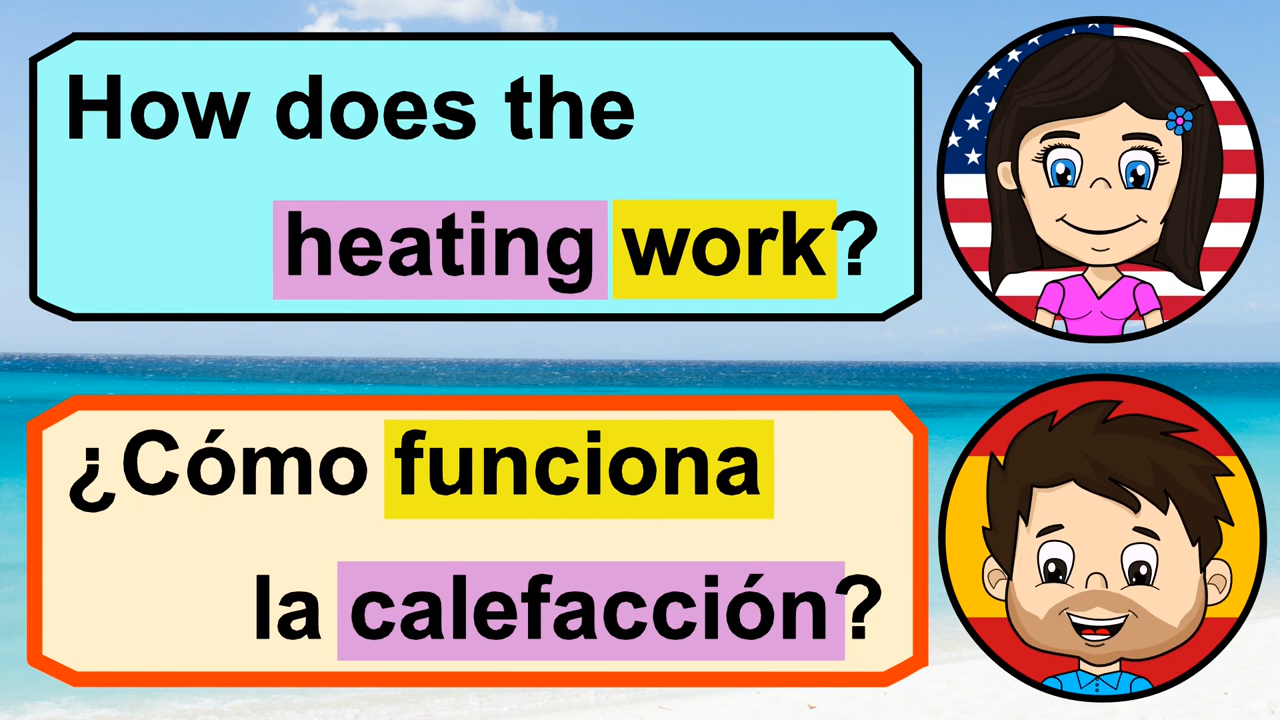 How does the
heating work?
¿Cómo funciona
la calefacción?